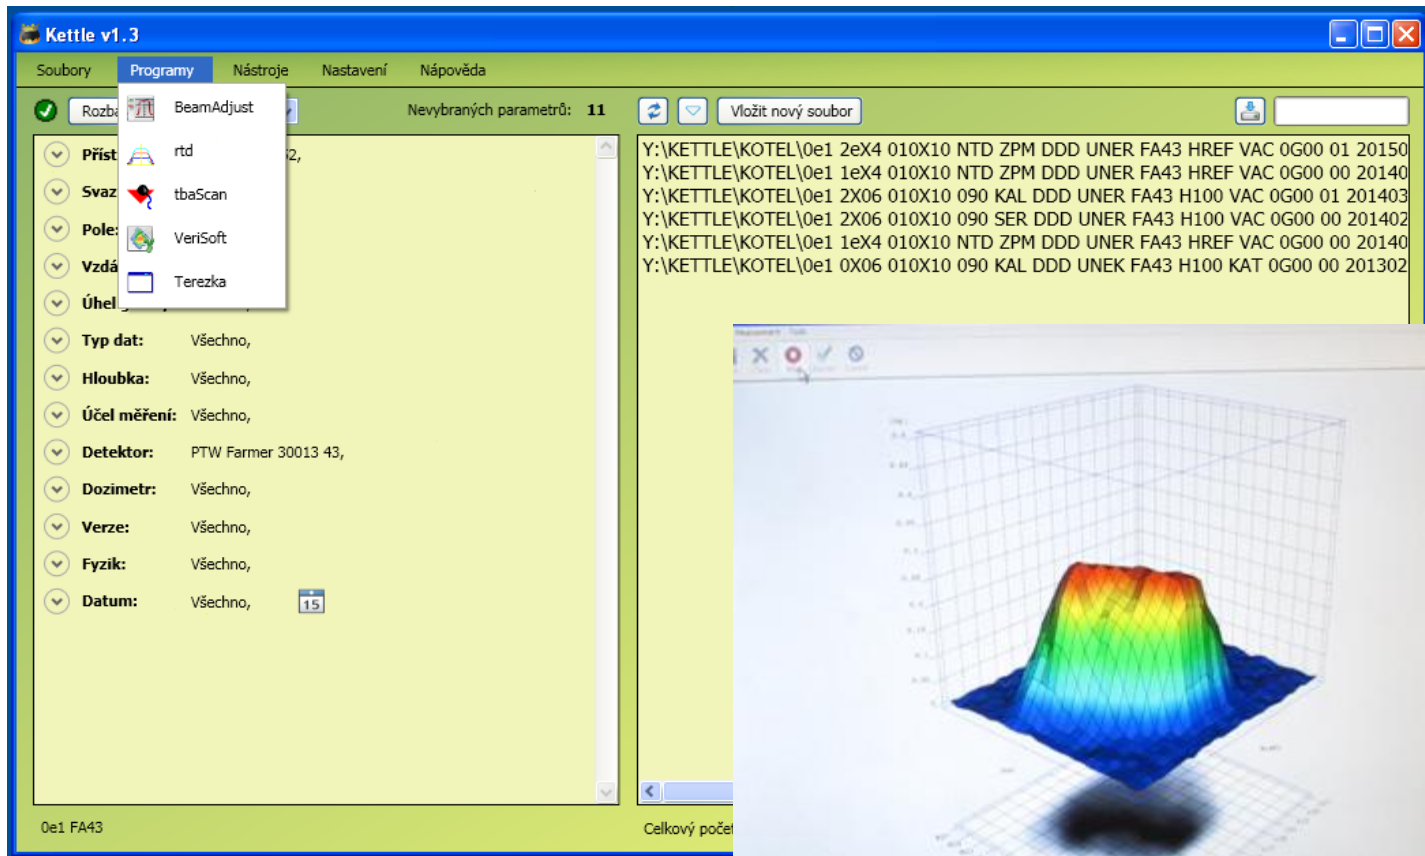 Kettle v1.3
Soubory Programy Nástroje Nastavení Nápověda
BeamAdjust
rtd
tbaScan
VeriSoft
Terezka
Nevybraných parametrů: 11
Vložit nový soubor
Pole:
Typ dat: Všechno,
Hloubka: Všechno,
Účel měření: Všechno,
Detektor: PTW Farmer 30013 43,
Dozimetr: Všechno,
Verze: Všechno,
Fyzik: Všechno,
Datum: Všechno, 15
Y:\KETTLE\KOTEL\0e1 2eX4 010X10 NTD ZPM DDD UNER FA43 HREF VAC 0G00 01 20150
Y:\KETTLE\KOTEL\0e1 1eX4 010X10 NTD ZPM DDD UNER FA43 HREF VAC 0G00 00 20140
Y:\KETTLE\KOTEL\0e1 2X06 010X10 090 KAL DDD UNER FA43 H100 VAC 0G00 01 201403
Y:\KETTLE\KOTEL\0e1 2X06 010X10 090 SER DDD UNER FA43 H100 VAC 0G00 00 201402
Y:\KETTLE\KOTEL\0e1 1eX4 010X10 NTD ZPM DDD UNER FA43 HREF VAC 0G00 00 20140
Y:\KETTLE\KOTEL\0e1 0X06 010X10 090 KAL DDD UNEK FA43 H100 KAT 0G00 00 201302
0e1 FA43
Celkový počet